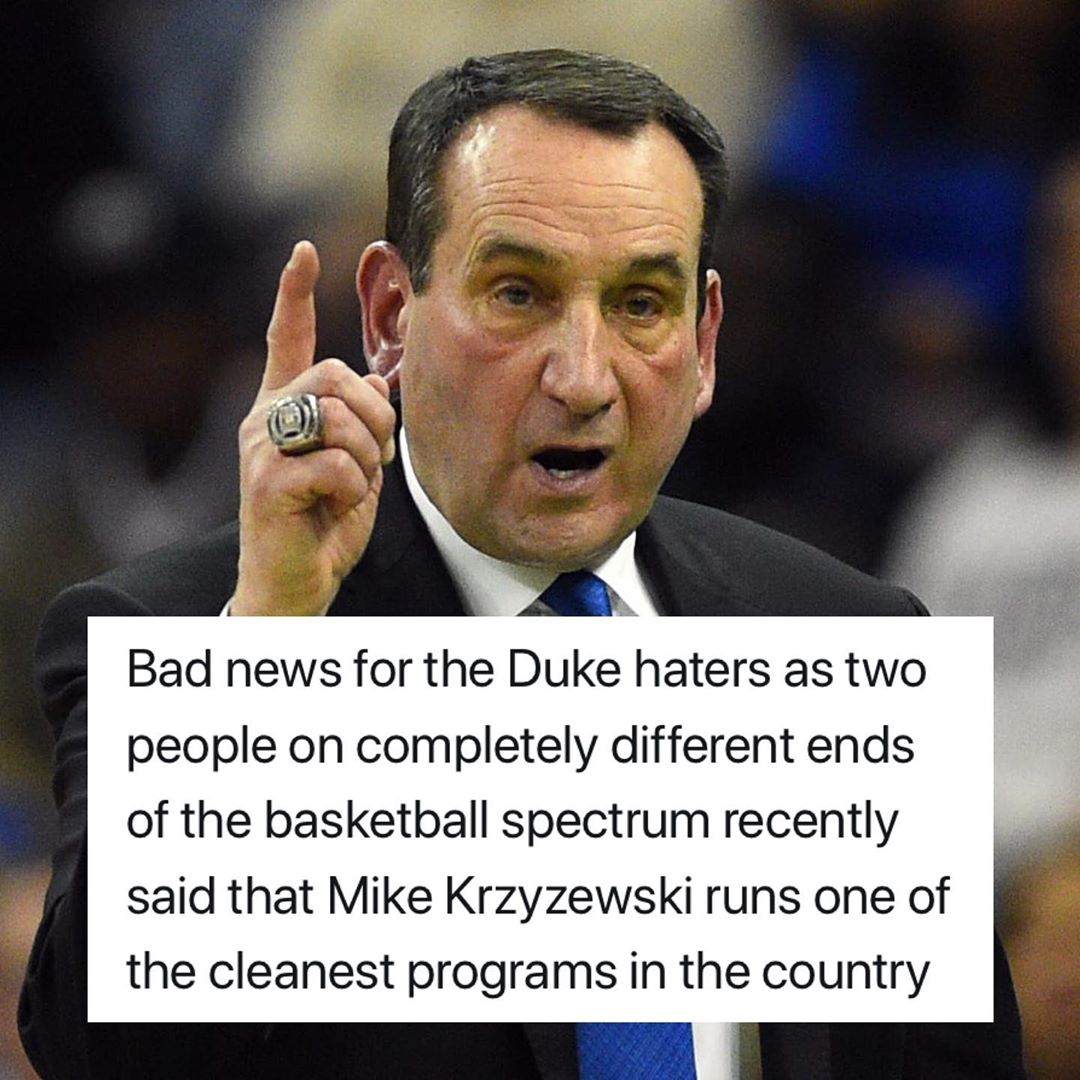 Bad news for the Duke haters as two
people on completely different ends
of the basketball spectrum recently
said that Mike Krzyzewski runs one of
the cleanest programs in the country